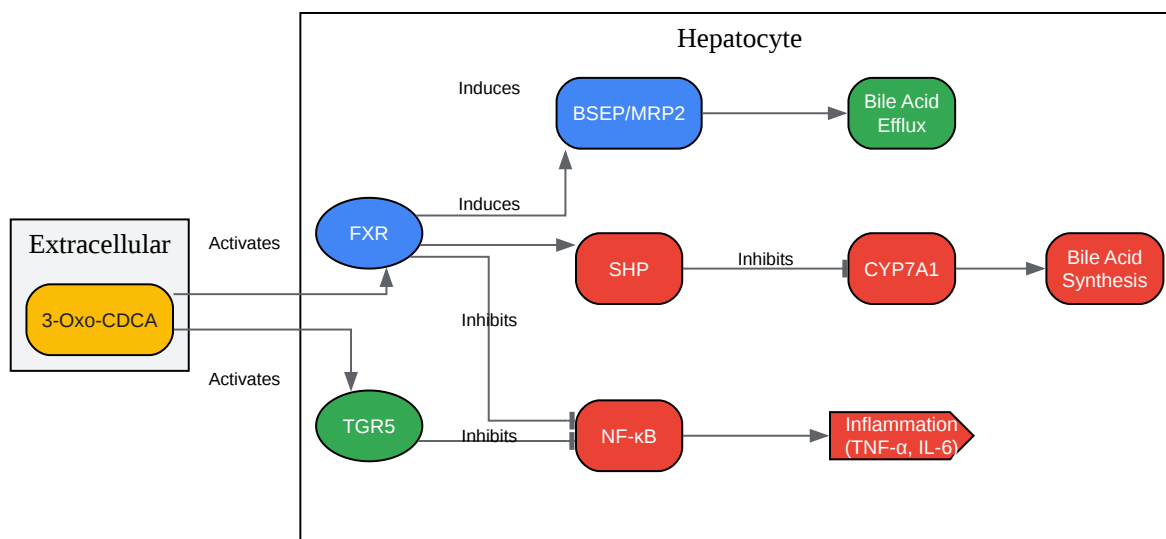 Hepatocyte
Induces
BSEP/MRP2
Bile Acid
Efflux
Extracellular
Activates
FXR
Induces
SHP
Inhibits
CYP7A1
Bile Acid
Synthesis
3-Oxo-CDCA
Inhibits
Activates
TGR5
Inhibits
NF-κB
Inflammation
(TNF-α, IL-6)